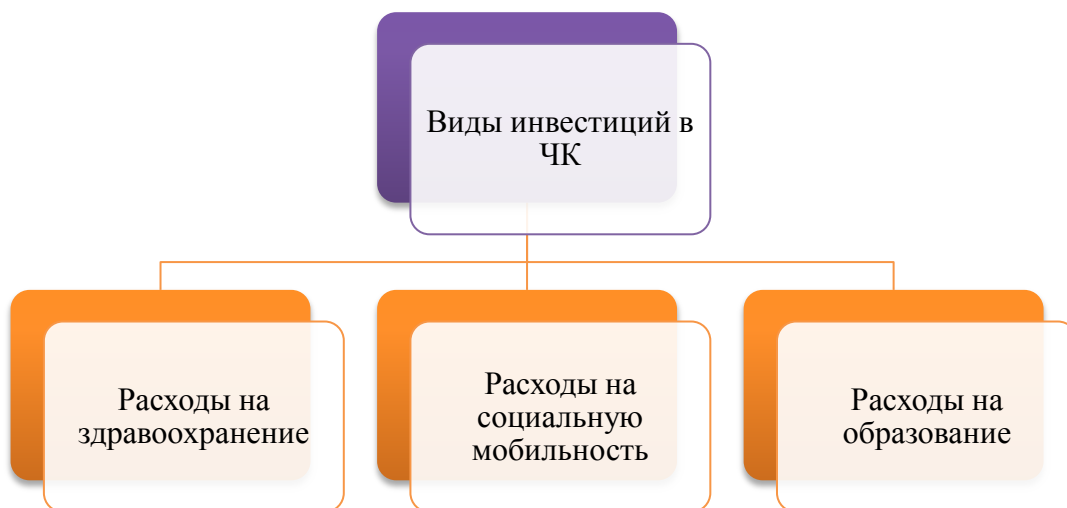 Виды инвестиций в
ЧК
Расходы на
здравоохранение
Расходы на
социальную
мобильность
Расходы на
образование